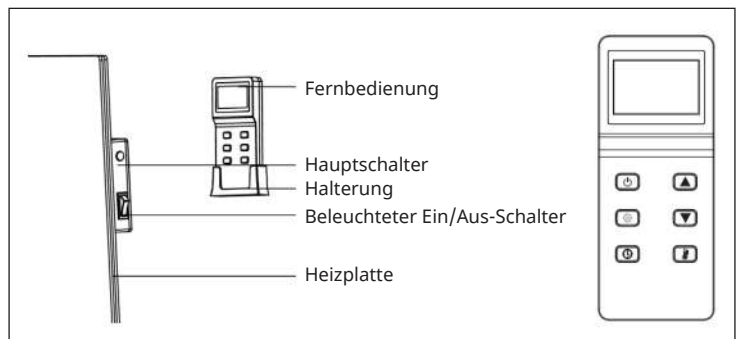 Fernbedienung
Hauptschalter
Halterung
Beleuchteter Ein/Aus-Schalter
Heizplatte